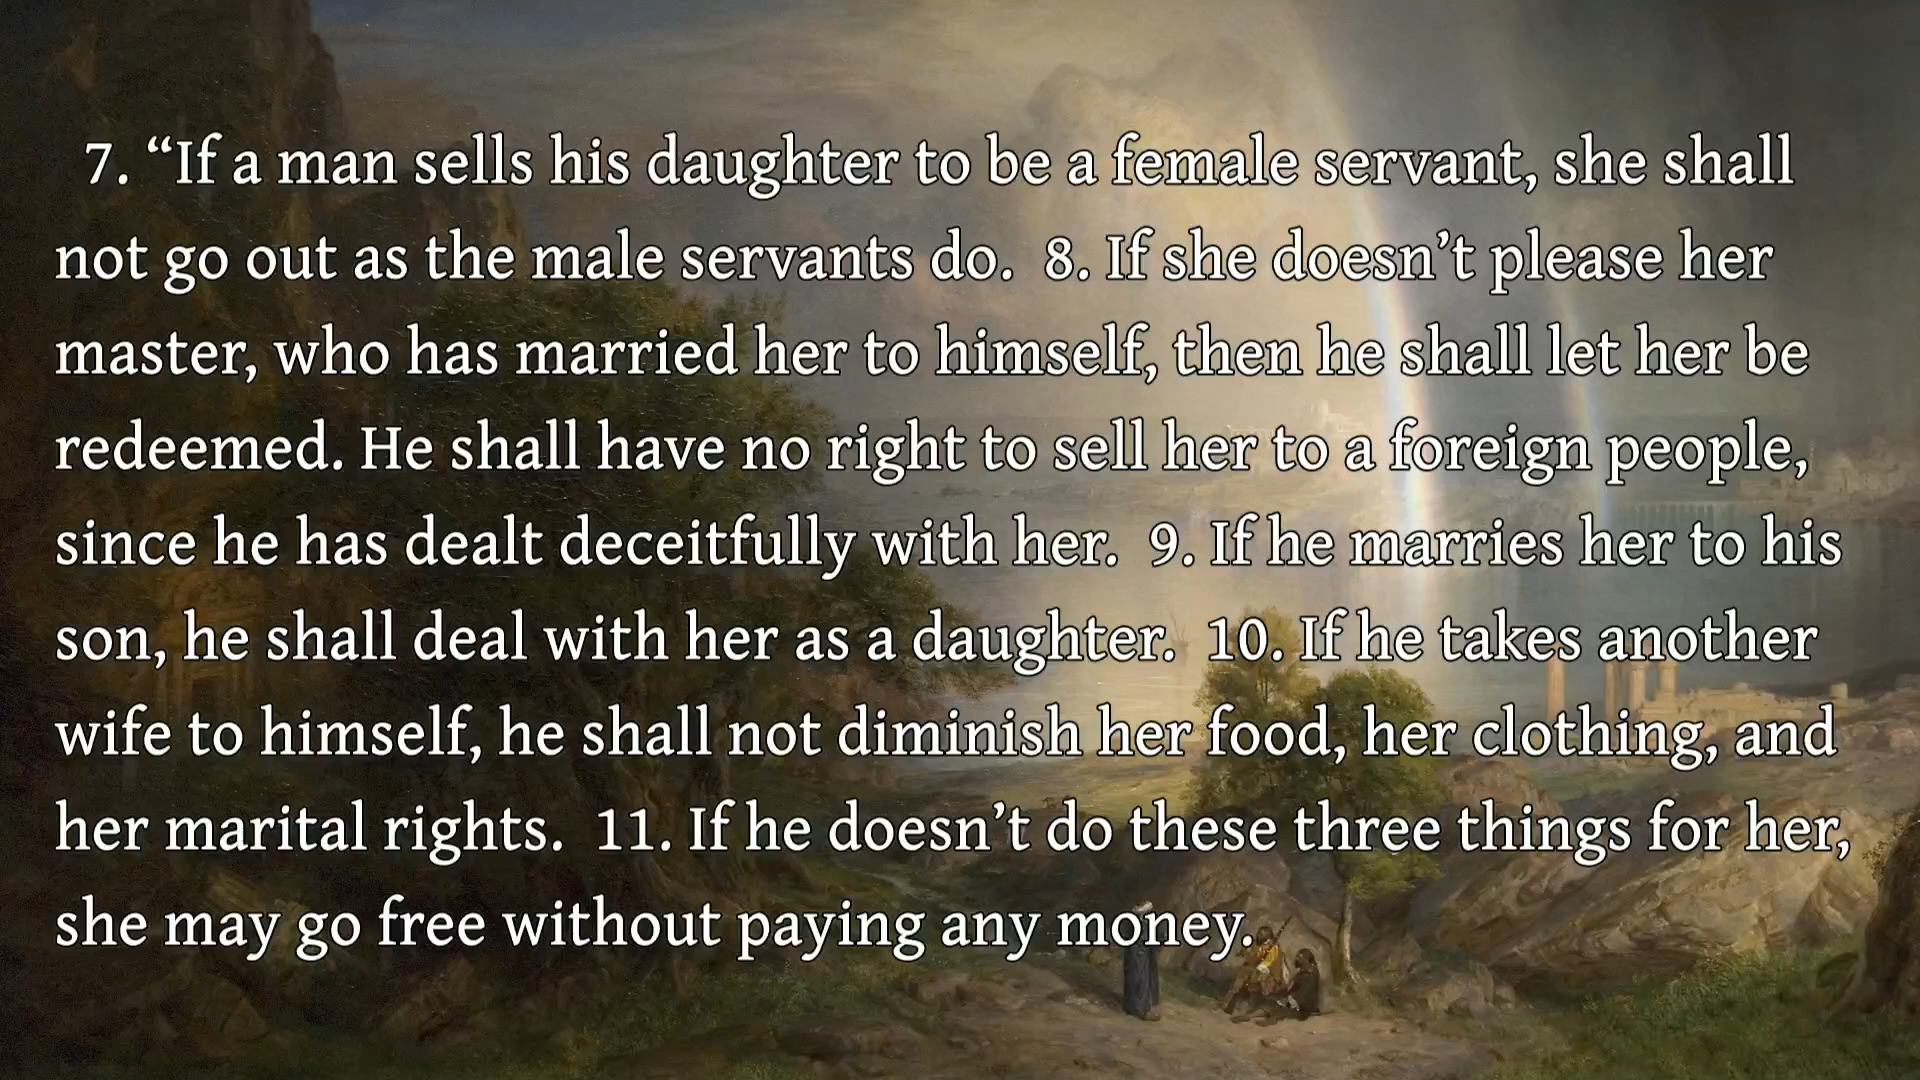 7. “If a man sells his daughter to be a female servant, she shall
not go out as the male servants do. 8. If she doesn’t please her
master, who has married her to himself, then he shall let her be
redeemed. He shall have no right to sell her to a foreign people,
since he has dealt deceitfully with her. 9. If he marries her to his
son, he shall deal with her as a daughter. 10. If he takes another
wife to himself, he shall not diminish her food, her clothing, and
her marital rights. 11. If he doesn’t do these three things for her,
she may go free without paying any money.